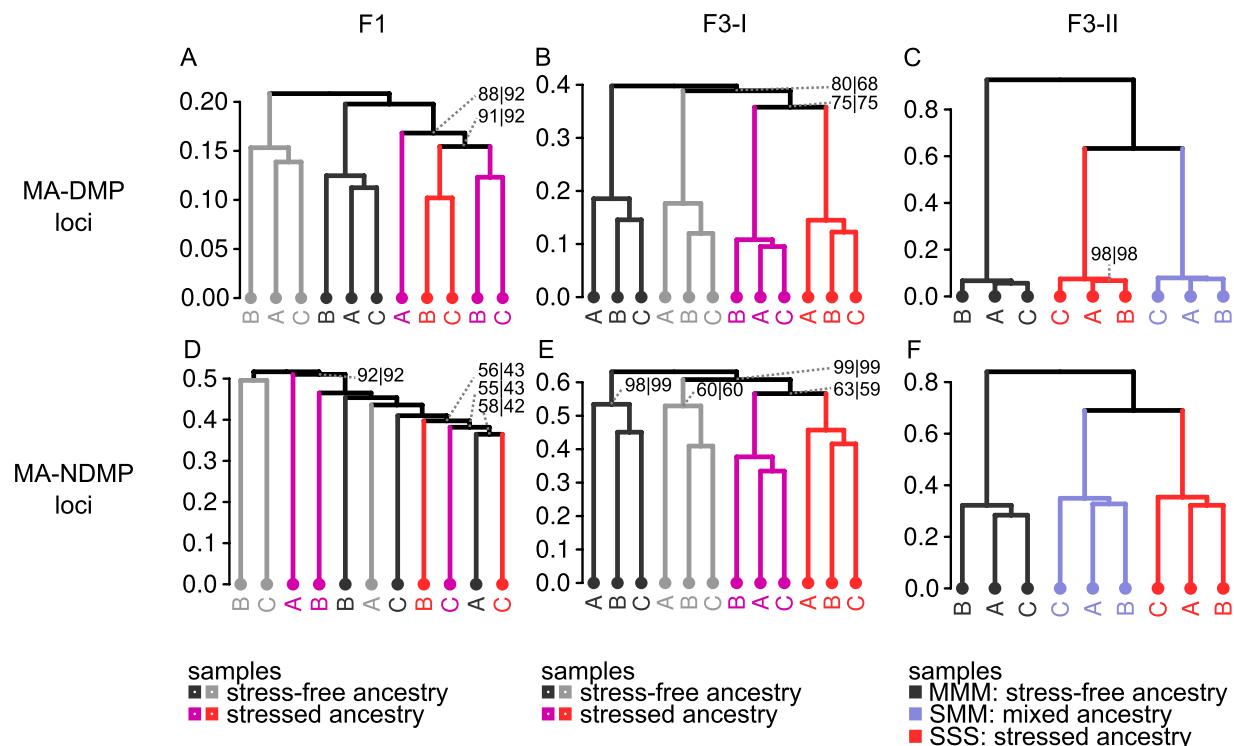 F1 F3-I F3-II
A B C
MA-DMP
loci
0.20
0.15
0.10
0.05
0.00
88|92
91|92
B A C B A C A B C B C
0.4
0.3
0.2
0.1
0.0
80|68
75|75
A B C A B C B A C A B C
0.8
0.6
0.4
0.2
0.0
98|98
B A C C A B C A B
D E F
MA-NDMP
loci
0.5
0.4
0.3
0.2
0.1
0.0
92|92
56|43
55|43
58|42
B C A B B A C B C A C
0.6
0.5
0.4
0.3
0.2
0.1
0.0
98|99
60|60
99|99
63|59
A B C A B C B A C A B C
0.8
0.6
0.4
0.2
0.0
B A C C A B C A B
samples
stress-free ancestry
stressed ancestry
samples
stress-free ancestry
stressed ancestry
samples
MMM: stress-free ancestry
SMM: mixed ancestry
SSS: stressed ancestry